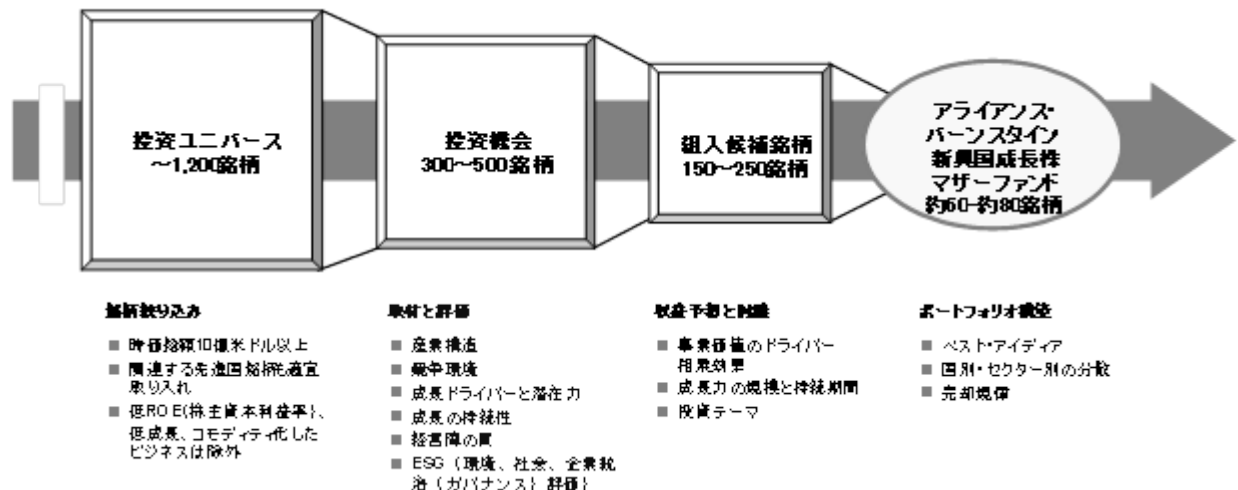 投資ユニバース
～1,200銘柄
投資機会
300～500銘柄
組入候補銘柄
150～250銘柄
アライアンス・
バーンスタイン
新興国成長株
マザーファンド
約60-約80銘柄
銘柄絞り込み
■ 時価総額10億米ドル以上
■ 関連する先進国銘柄も適宜
取り入れ
■ 低ROE(株主資本利益率)、
低成長、コモディティ化した
ビジネスは除外
取材と評価
■ 産業構造
■ 競争環境
■ 成長ドライバーと潜在力
■ 成長の持続性
■ 経営陣の質
■ ESG（環境、社会、企業統
治（ガバナンス）評価）
収益予想と
■ 事業価値のドライバー
相乗効果
■ 成長力の規模と持続期間
■ 投資テーマ
ポートフォリオ構築
■ ベスト・アイディア
■ 国別・セクター別の分散
■ 売却規律